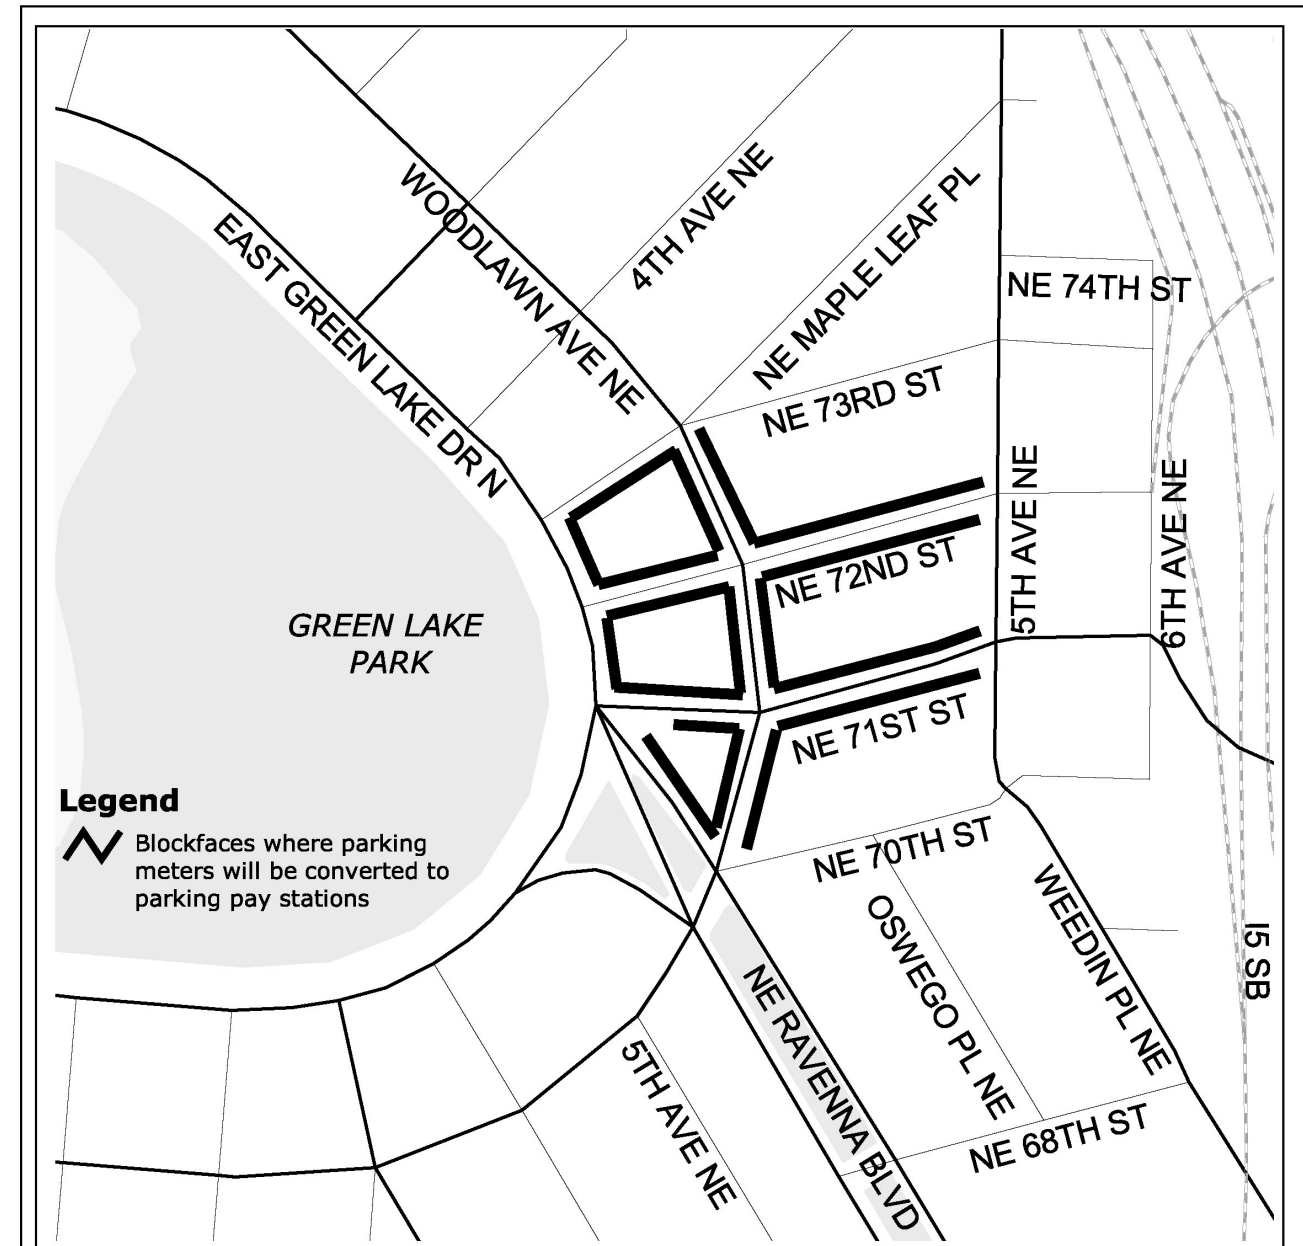 WOODLAWN AVE NE
4TH AVE NE
NE MAPLE LEAF PL
EAST GREEN LAKE DR N
NE 74TH ST
NE 73RD ST
5TH AVE NE
6TH AVE NE
NE 72ND ST
GREEN LAKE
PARK
NE 71ST ST
Legend
Blockfaces where parking
meters will be converted to
parking pay stations
NE 70TH ST
OSWEGO PL NE
WEEDIN PL NE
I5 SB
NE RAVENNA BLVD
5TH AVE NE
NE 68TH ST